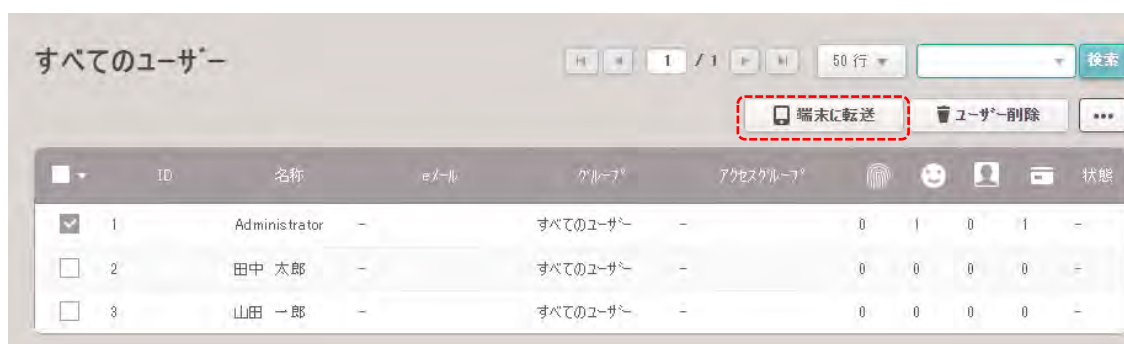 すべてのユーザー
1 / 1 50 行 検索
端末に転送 ユーザー削除 •••
ID 名称 eメール グループ アクセスグループ 状態
1 Administrator - すべてのユーザー - 0 1 0 1 -
2 田中 太郎 - すべてのユーザー - 0 0 0 0 -
3 山田 一郎 - すべてのユーザー - 0 0 0 0 -